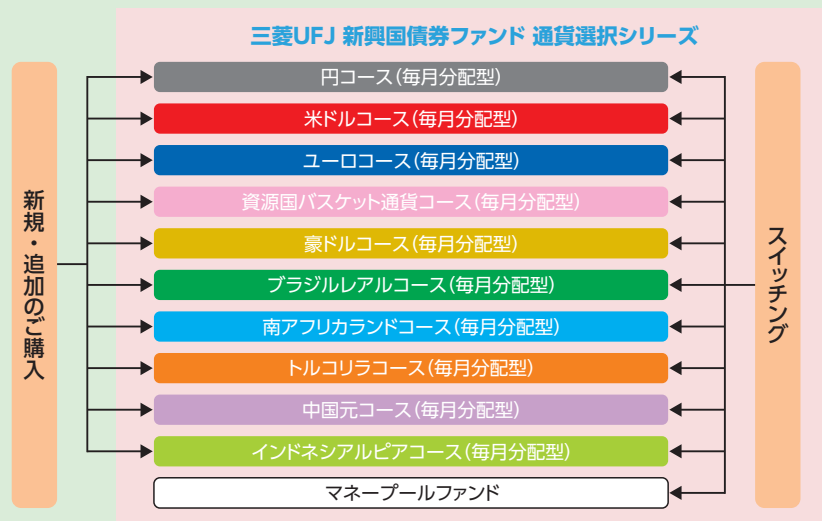 三菱UFJ 新興国債券ファンド 通貨選択シリーズ
新規・追加のご購入
円コース(毎月分配型)
米ドルコース(毎月分配型)
ユーロコース(毎月分配型)
資源国バスケット通貨コース(毎月分配型)
豪ドルコース(毎月分配型)
ブラジルレアルコース(毎月分配型)
南アフリカランドコース(毎月分配型)
トルコリラコース(毎月分配型)
中国元コース(毎月分配型)
インドネシアルピアコース(毎月分配型)
マネープールファンド
スイッチング